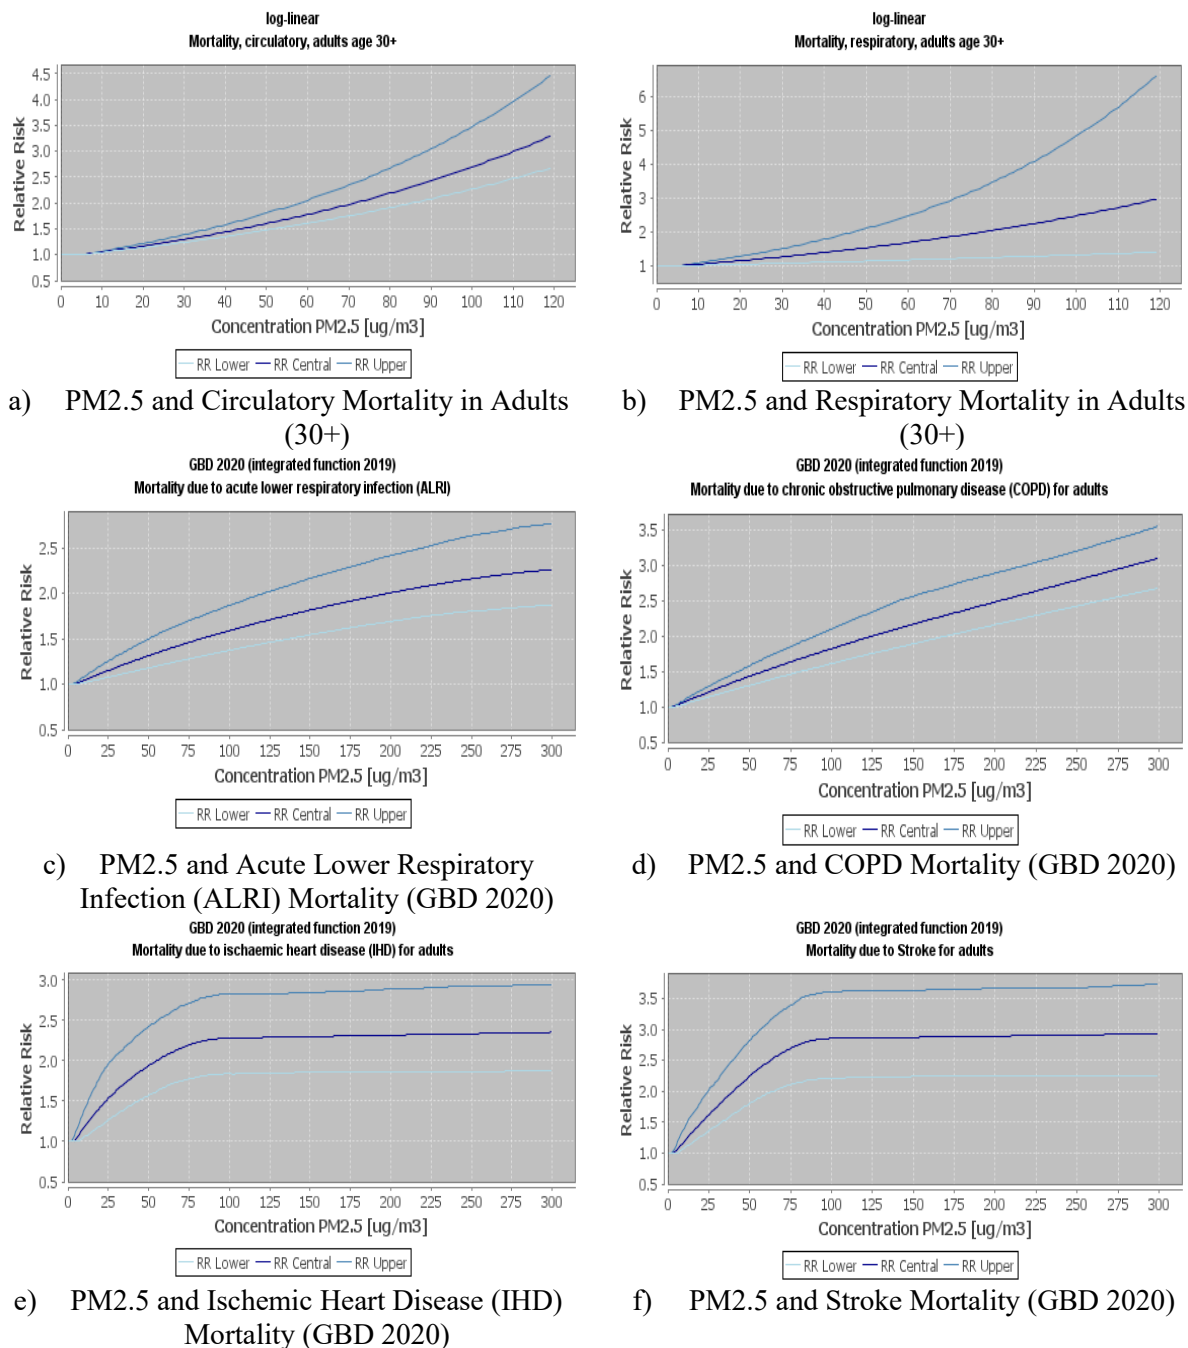 log-linear
Mortality, circulatory, adults age 30+
4.5
4.0
3.5
3.0
2.5
2.0
1.5
1.0
0.5
Relative Risk
0 10 20 30 40 50 60 70 80 90 100 110 120
Concentration PM2.5 [ug/m3]
RR Lower RR Central RR Upper
a) PM2.5 and Circulatory Mortality in Adults
(30+)
log-linear
Mortality, respiratory, adults age 30+
6
5
4
3
2
1
Relative Risk
0 10 20 30 40 50 60 70 80 90 100 110 120
Concentration PM2.5 [ug/m3]
RR Lower RR Central RR Upper
b) PM2.5 and Respiratory Mortality in Adults
(30+)
GBD 2020 (integrated function 2019)
Mortality due to acute lower respiratory infection (ALRI)
2.5
2.0
1.5
1.0
0.5
Relative Risk
0 25 50 75 100 125 150 175 200 225 250 275 300
Concentration PM2.5 [ug/m3]
RR Lower RR Central RR Upper
c) PM2.5 and Acute Lower Respiratory
Infection (ALRI) Mortality (GBD 2020)
GBD 2020 (integrated function 2019)
Mortality due to chronic obstructive pulmonary disease (COPD) for adults
3.5
3.0
2.5
2.0
1.5
1.0
0.5
Relative Risk
0 25 50 75 100 125 150 175 200 225 250 275 300
Concentration PM2.5 [ug/m3]
RR Lower RR Central RR Upper
d) PM2.5 and COPD Mortality (GBD 2020)
GBD 2020 (integrated function 2019)
Mortality due to ischaemic heart disease (IHD) for adults
3.0
2.5
2.0
1.5
1.0
0.5
Relative Risk
0 25 50 75 100 125 150 175 200 225 250 275 300
Concentration PM2.5 [ug/m3]
RR Lower RR Central RR Upper
e) PM2.5 and Ischemic Heart Disease (IHD)
Mortality (GBD 2020)
GBD 2020 (integrated function 2019)
Mortality due to Stroke for adults
3.5
3.0
2.5
2.0
1.5
1.0
0.5
Relative Risk
0 25 50 75 100 125 150 175 200 225 250 275 300
Concentration PM2.5 [ug/m3]
RR Lower RR Central RR Upper
f) PM2.5 and Stroke Mortality (GBD 2020)